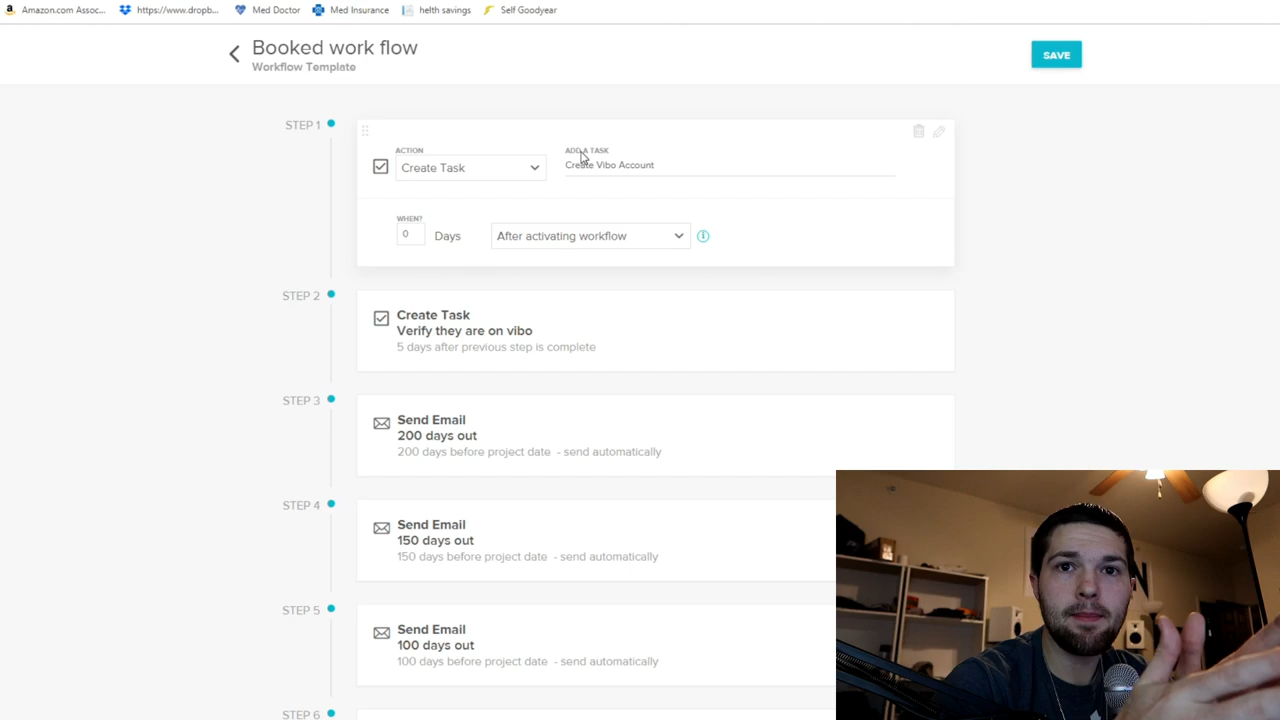 Amazon.com Assoc...
https://www.dropb...
Med Doctor
Med Insurance
helth savings
Self Goodyear
Booked work flow
Workflow Template
SAVE
STEP 1
ACTION
Create Task
ADD A TASK
Create Vibo Account
WHEN?
0
Days
After activating workflow
STEP 2
Create Task
Verify they are on vibo
5 days after previous step is complete
STEP 3
Send Email
200 days out
200 days before project date - send automatically
STEP 4
Send Email
150 days out
150 days before project date - send automatically
STEP 5
Send Email
100 days out
100 days before project date - send automatically
STEP 6